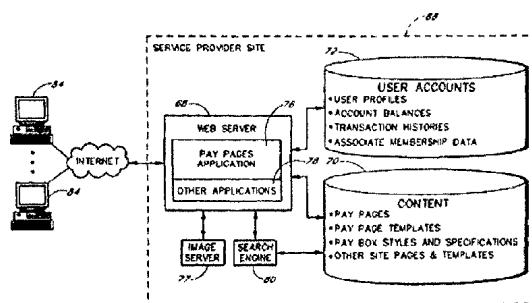 88
SERVICE PROVIDER SITE
72
USER ACCOUNTS
• USER PROFILES
• ACCOUNT BALANCES
• TRANSACTION HISTORIES
• ASSOCIATE MEMBERSHIP DATA
84
68
76
WEB SERVER
PAY PAGES
APPLICATION
78
OTHER APPLICATIONS
INTERNET
84
70
CONTENT
• PAY PAGES
• PAY PAGE TEMPLATES
• PAY BOX STYLES AND SPECIFICATIONS
• OTHER SITE PAGES & TEMPLATES
IMAGE
SERVER
77
SEARCH
ENGINE
80